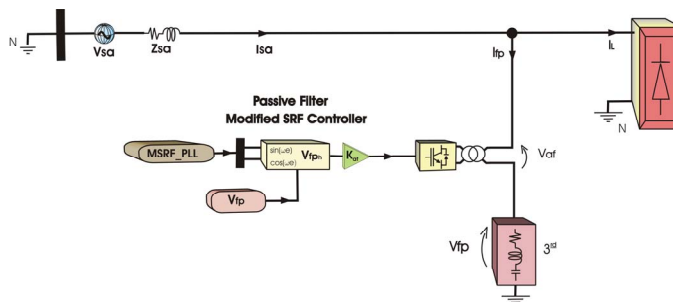 N
Vsa
Zsa
Isa
Ifp
IL
N
Passive Filter
Modified SRF Controller
MSRF_PLL
sin(ωe)
cos(ωe)
Vfph
Kaf
Vaf
Vfp
Vfp
3rd